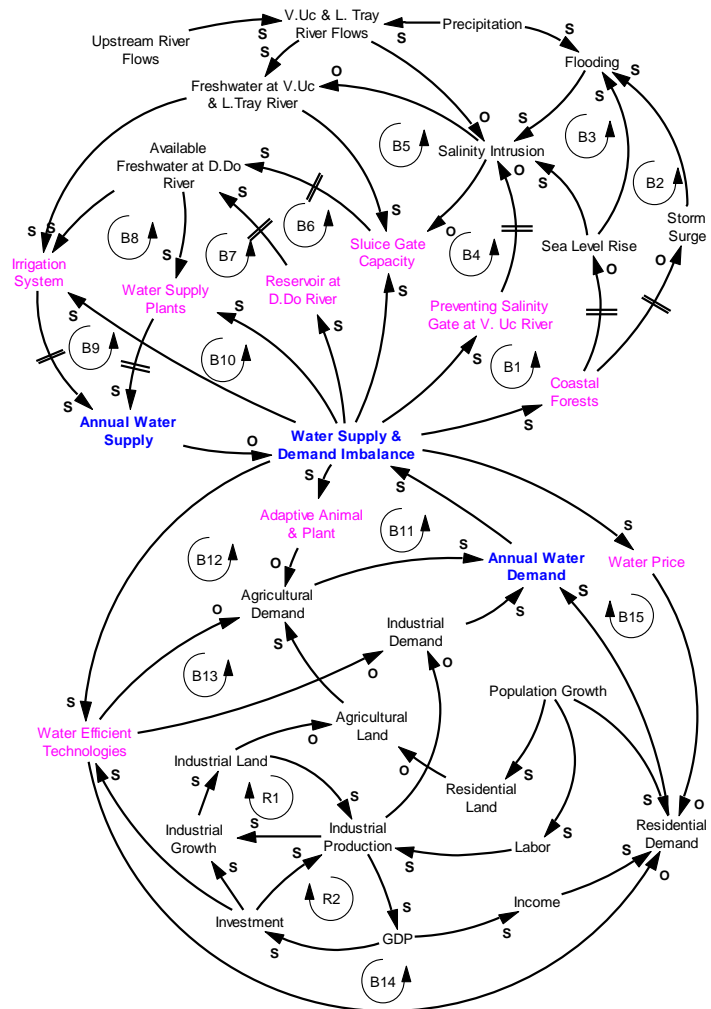 V.Uc & L. Tray
River Flows
Precipitation
Upstream River
Flows
S
S
S
S
S
Flooding
Freshwater at V.Uc
& L.Tray River
O
O
S
S
S
B5
B3
Available
Freshwater at D.Do
River
S
S
Salinity Intrusion
O
S
B2
B8
B7
B6
S
O
B4
Storm
Surge
Sea Level Rise
O
O
S
S
S
Irrigation
System
Water Supply
Plants
Reservoir at
D.Do River
Sluice Gate
Capacity
Preventing Salinity
Gate at V. Uc River
S
S
S
S
S
B9
B10
B1
Coastal
Forests
S
S
S
Annual Water
Supply
O
Water Supply &
Demand Imbalance
S
S
S
Adaptive Animal
& Plant
B11
S
Water Price
B12
O
S
Annual Water
Demand
Agricultural
Demand
S
S
B15
O
S
Industrial
Demand
B13
O
O
Population Growth
S
Water Efficient
Technologies
Agricultural
Land
O
O
Industrial Land
Residential
Land
S
S
S
R1
S
S
O
Industrial
Growth
S
Industrial
Production
S
Labor
S
Residential
Demand
S
S
S
O
R2
Investment
S
Income
S
GDP
S
S
B14